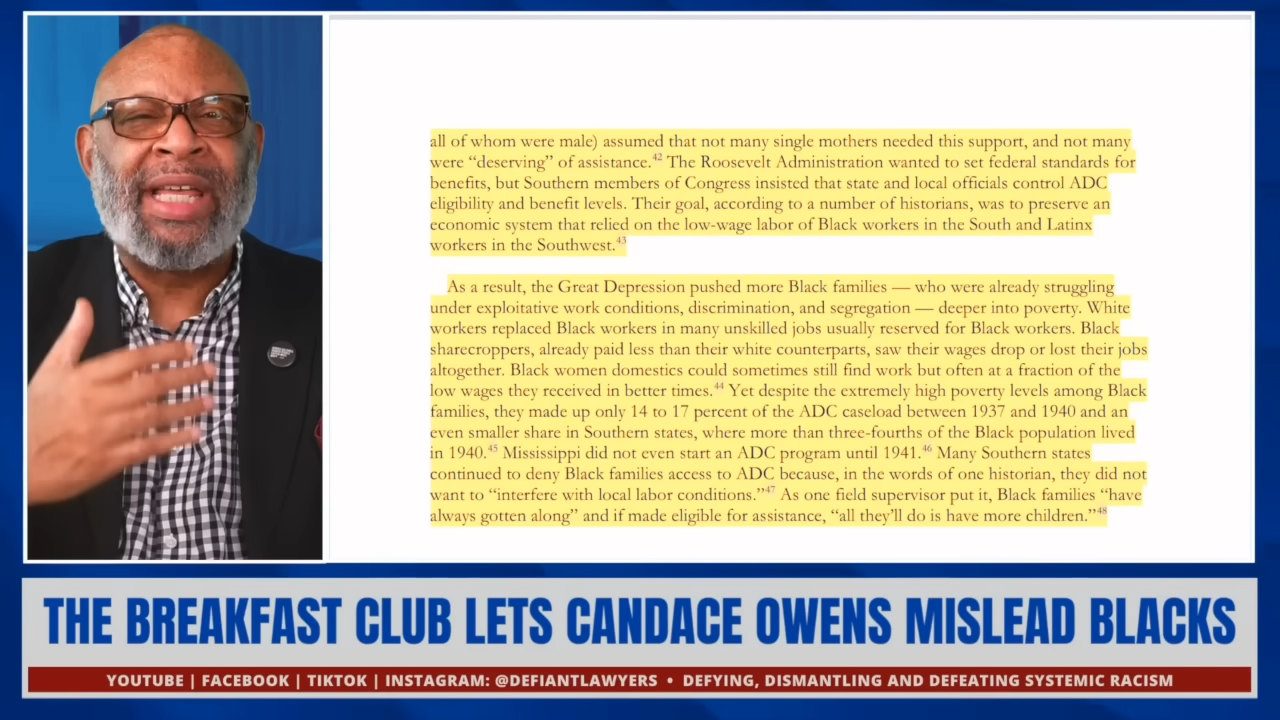 all of whom were male) assumed that not many single mothers needed this support, and not many
were “deserving” of assistance.42 The Roosevelt Administration wanted to set federal standards for
benefits, but Southern members of Congress insisted that state and local officials control ADC
eligibility and benefit levels. Their goal, according to a number of historians, was to preserve an
economic system that relied on the low-wage labor of Black workers in the South and Latinx
workers in the Southwest.43
As a result, the Great Depression pushed more Black families — who were already struggling
under exploitative work conditions, discrimination, and segregation — deeper into poverty. White
workers replaced Black workers in many unskilled jobs usually reserved for Black workers. Black
sharecroppers, already paid less than their white counterparts, saw their wages drop or lost their jobs
altogether. Black women domestics could sometimes still find work but often at a fraction of the
low wages they received in better times.44 Yet despite the extremely high poverty levels among Black
families, they made up only 14 to 17 percent of the ADC caseload between 1937 and 1940 and an
even smaller share in Southern states, where more than three-fourths of the Black population lived
in 1940.45 Mississippi did not even start an ADC program until 1941.46 Many Southern states
continued to deny Black families access to ADC because, in the words of one historian, they did not
want to “interfere with local labor conditions.”47 As one field supervisor put it, Black families “have
always gotten along” and if made eligible for assistance, “all they’ll do is have more children.”48
THE BREAKFAST CLUB LETS CANDACE OWENS MISLEAD BLACKS
YOUTUBE | FACEBOOK | TIKTOK | INSTAGRAM: @DEFIANTLAWYERS • DEFYING, DISMANTLING AND DEFEATING SYSTEMIC RACISM